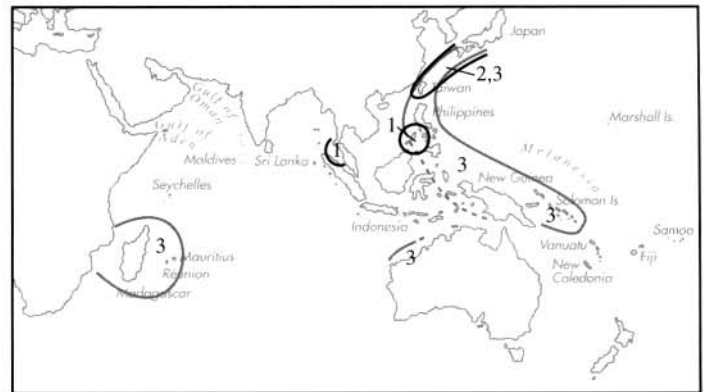 Japan
2,3
Taiwan
Philippines
Gulf of Oman
Gulf of Aden
1
1
Marshall Is.
Maldives
Sri Lanka
Melanesia
3
New Guinea
Seychelles
Solomon Is.
3
Indonesia
Samoa
3
Mauritius
Vanuatu
Fiji
3
Réunion
New
Caledonia
Madagascar